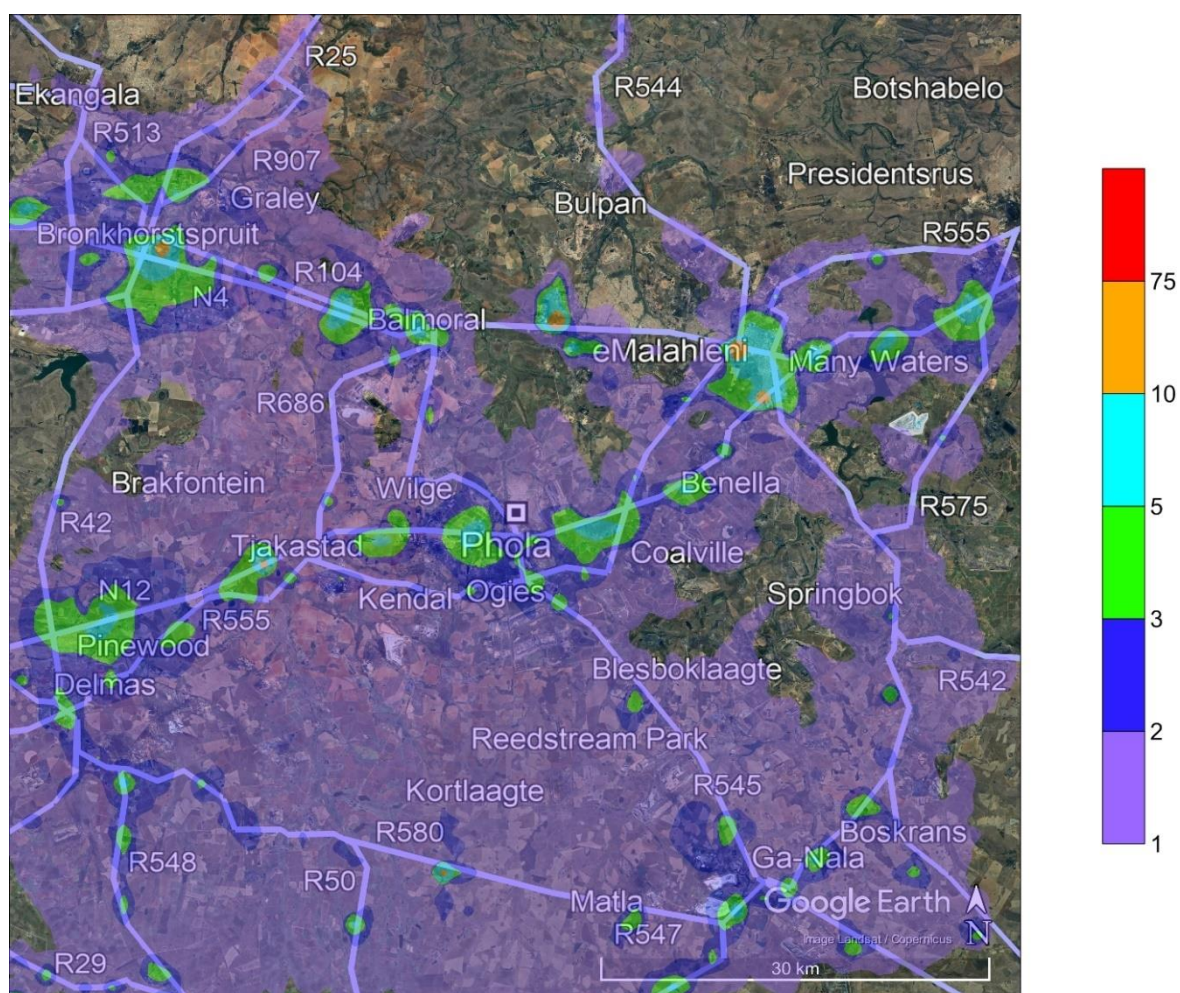 R25
R544
Botshabelo
Ekangala
R513
R907
Presidentsrus
Graley
Bulpan
Bronkhorstspruit
R555
R104
N4
Balmoral
eMalahleni
Many Waters
R686
Brakfontein
Wilge
Benella
R575
R42
Tjakastad
Phola
Coalville
N12
Kendal
Ogies
Springbok
R555
Pinewood
Blesboklaagte
Delmas
R542
Reedstream Park
Kortlaagte
R545
R580
Boskrans
R548
Ga-Nala
R50
Matla
Google Earth
R547
Image Landsat / Copernicus
N
R29
30 km
75
10
5
3
2
1